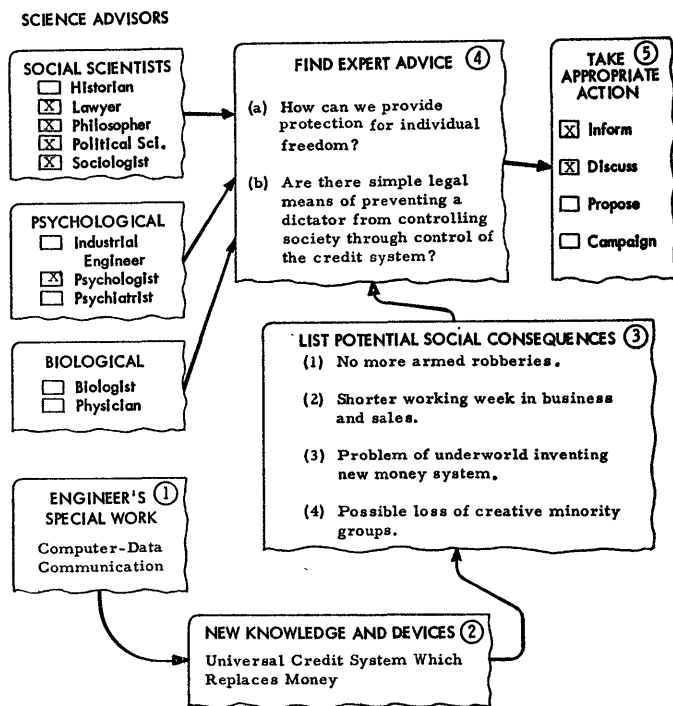 SCIENCE ADVISORS
SOCIAL SCIENTISTS
Historian
X Lawyer
X Philosopher
X Political Sci.
X Sociologist
PSYCHOLOGICAL
Industrial
Engineer
X Psychologist
Psychiatrist
BIOLOGICAL
Biologist
Physician
ENGINEER'S 1
SPECIAL WORK
Computer-Data
Communication
NEW KNOWLEDGE AND DEVICES 2
Universal Credit System Which
Replaces Money
LIST POTENTIAL SOCIAL CONSEQUENCES 3
(1) No more armed robberies.
(2) Shorter working week in business
and sales.
(3) Problem of underworld inventing
new money system.
(4) Possible loss of creative minority
groups.
FIND EXPERT ADVICE 4
(a) How can we provide
protection for individual
freedom?
(b) Are there simple legal
means of preventing a
dictator from controlling
society through control of
the credit system?
TAKE 5
APPROPRIATE
ACTION
X Inform
X Discuss
Propose
Campaign